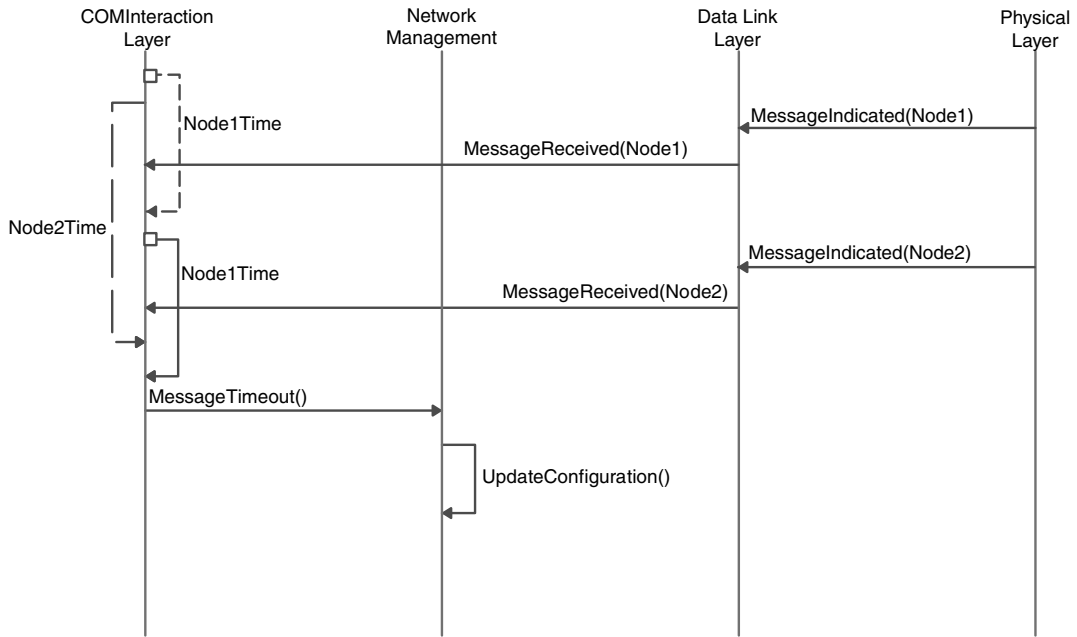 COMInteraction
Layer
Network
Management
Data Link
Layer
Physical
Layer
MessageIndicated(Node1)
Node1Time
MessageReceived(Node1)
Node2Time
MessageIndicated(Node2)
Node1Time
MessageReceived(Node2)
MessageTimeout()
UpdateConfiguration()